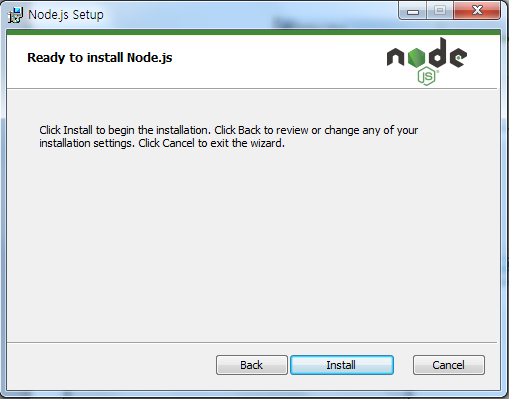 Node.js Setup
Ready to install Node.js
node
JS
Click Install to begin the installation. Click Back to review or change any of your
installation settings. Click Cancel to exit the wizard.
Back
Install
Cancel